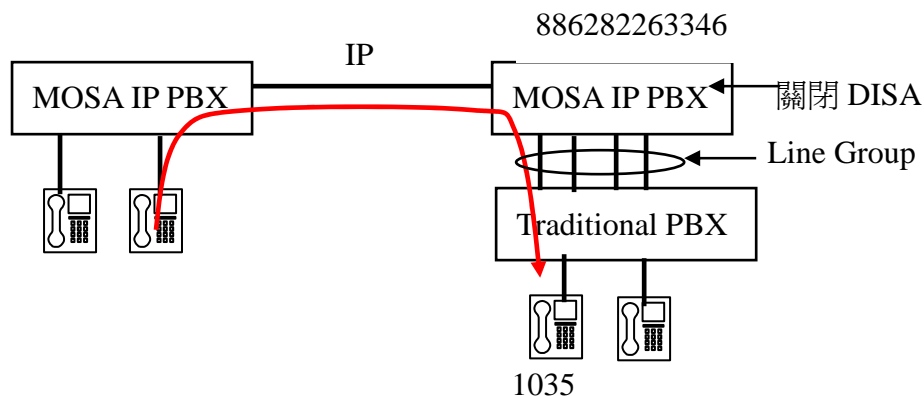 886282263346
IP
MOSA IP PBX
MOSA IP PBX
關閉 DISA
Line Group
Traditional PBX
1035